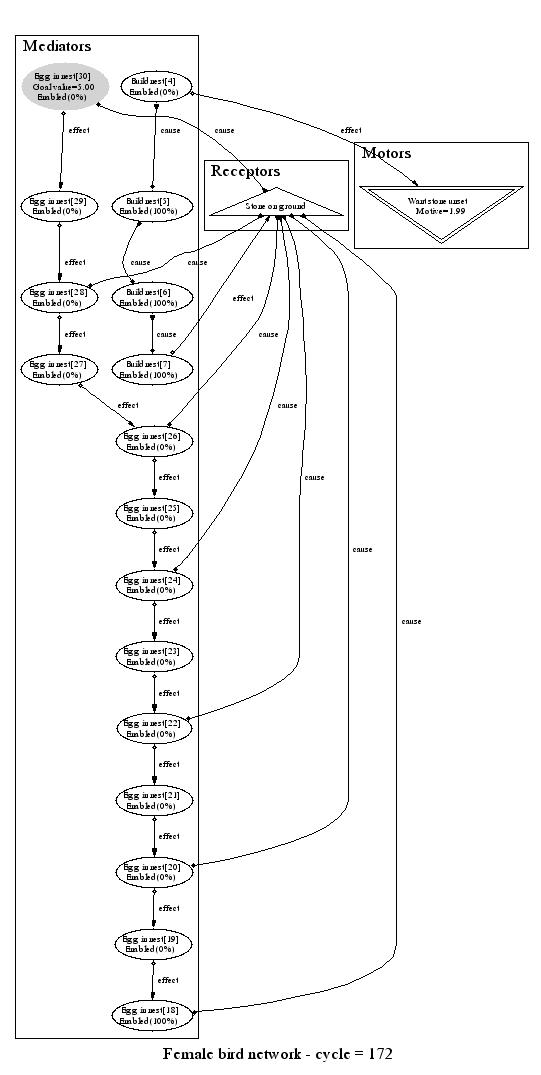 Mediators
Egg in nest[30]
Goal value=5.00
Enabled(0%)
Build nest[4]
Enabled(0%)
effect
cause
cause
effect
Motors
Receptors
Stone on ground
Want stone in nest
Motive=1.99
Egg in nest[29]
Enabled(0%)
Build nest[5]
Enabled(100%)
effect
cause
cause
Egg in nest[28]
Enabled(0%)
Build nest[6]
Enabled(100%)
effect
effect
cause
cause
Egg in nest[27]
Enabled(0%)
Build nest[7]
Enabled(100%)
effect
cause
Egg in nest[26]
Enabled(0%)
effect
cause
Egg in nest[25]
Enabled(0%)
effect
cause
Egg in nest[24]
Enabled(0%)
effect
cause
Egg in nest[23]
Enabled(0%)
effect
Egg in nest[22]
Enabled(0%)
effect
Egg in nest[21]
Enabled(0%)
effect
Egg in nest[20]
Enabled(0%)
effect
Egg in nest[19]
Enabled(0%)
effect
Egg in nest[18]
Enabled(100%)
Female bird network - cycle = 172